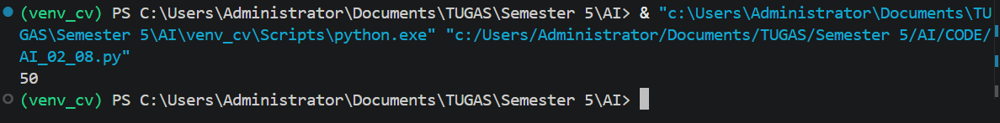 (venv_cv) PS C:\Users\Administrator\Documents\TUGAS\Semester 5\AI> & "c:\Users\Administrator\Documents\TU
GAS\Semester 5\AI\venv_cv\Scripts\python.exe" "c:/Users/Administrator/Documents/TUGAS/Semester 5/AI/CODE/
AI_02_08.py"
50
(venv_cv) PS C:\Users\Administrator\Documents\TUGAS\Semester 5\AI>